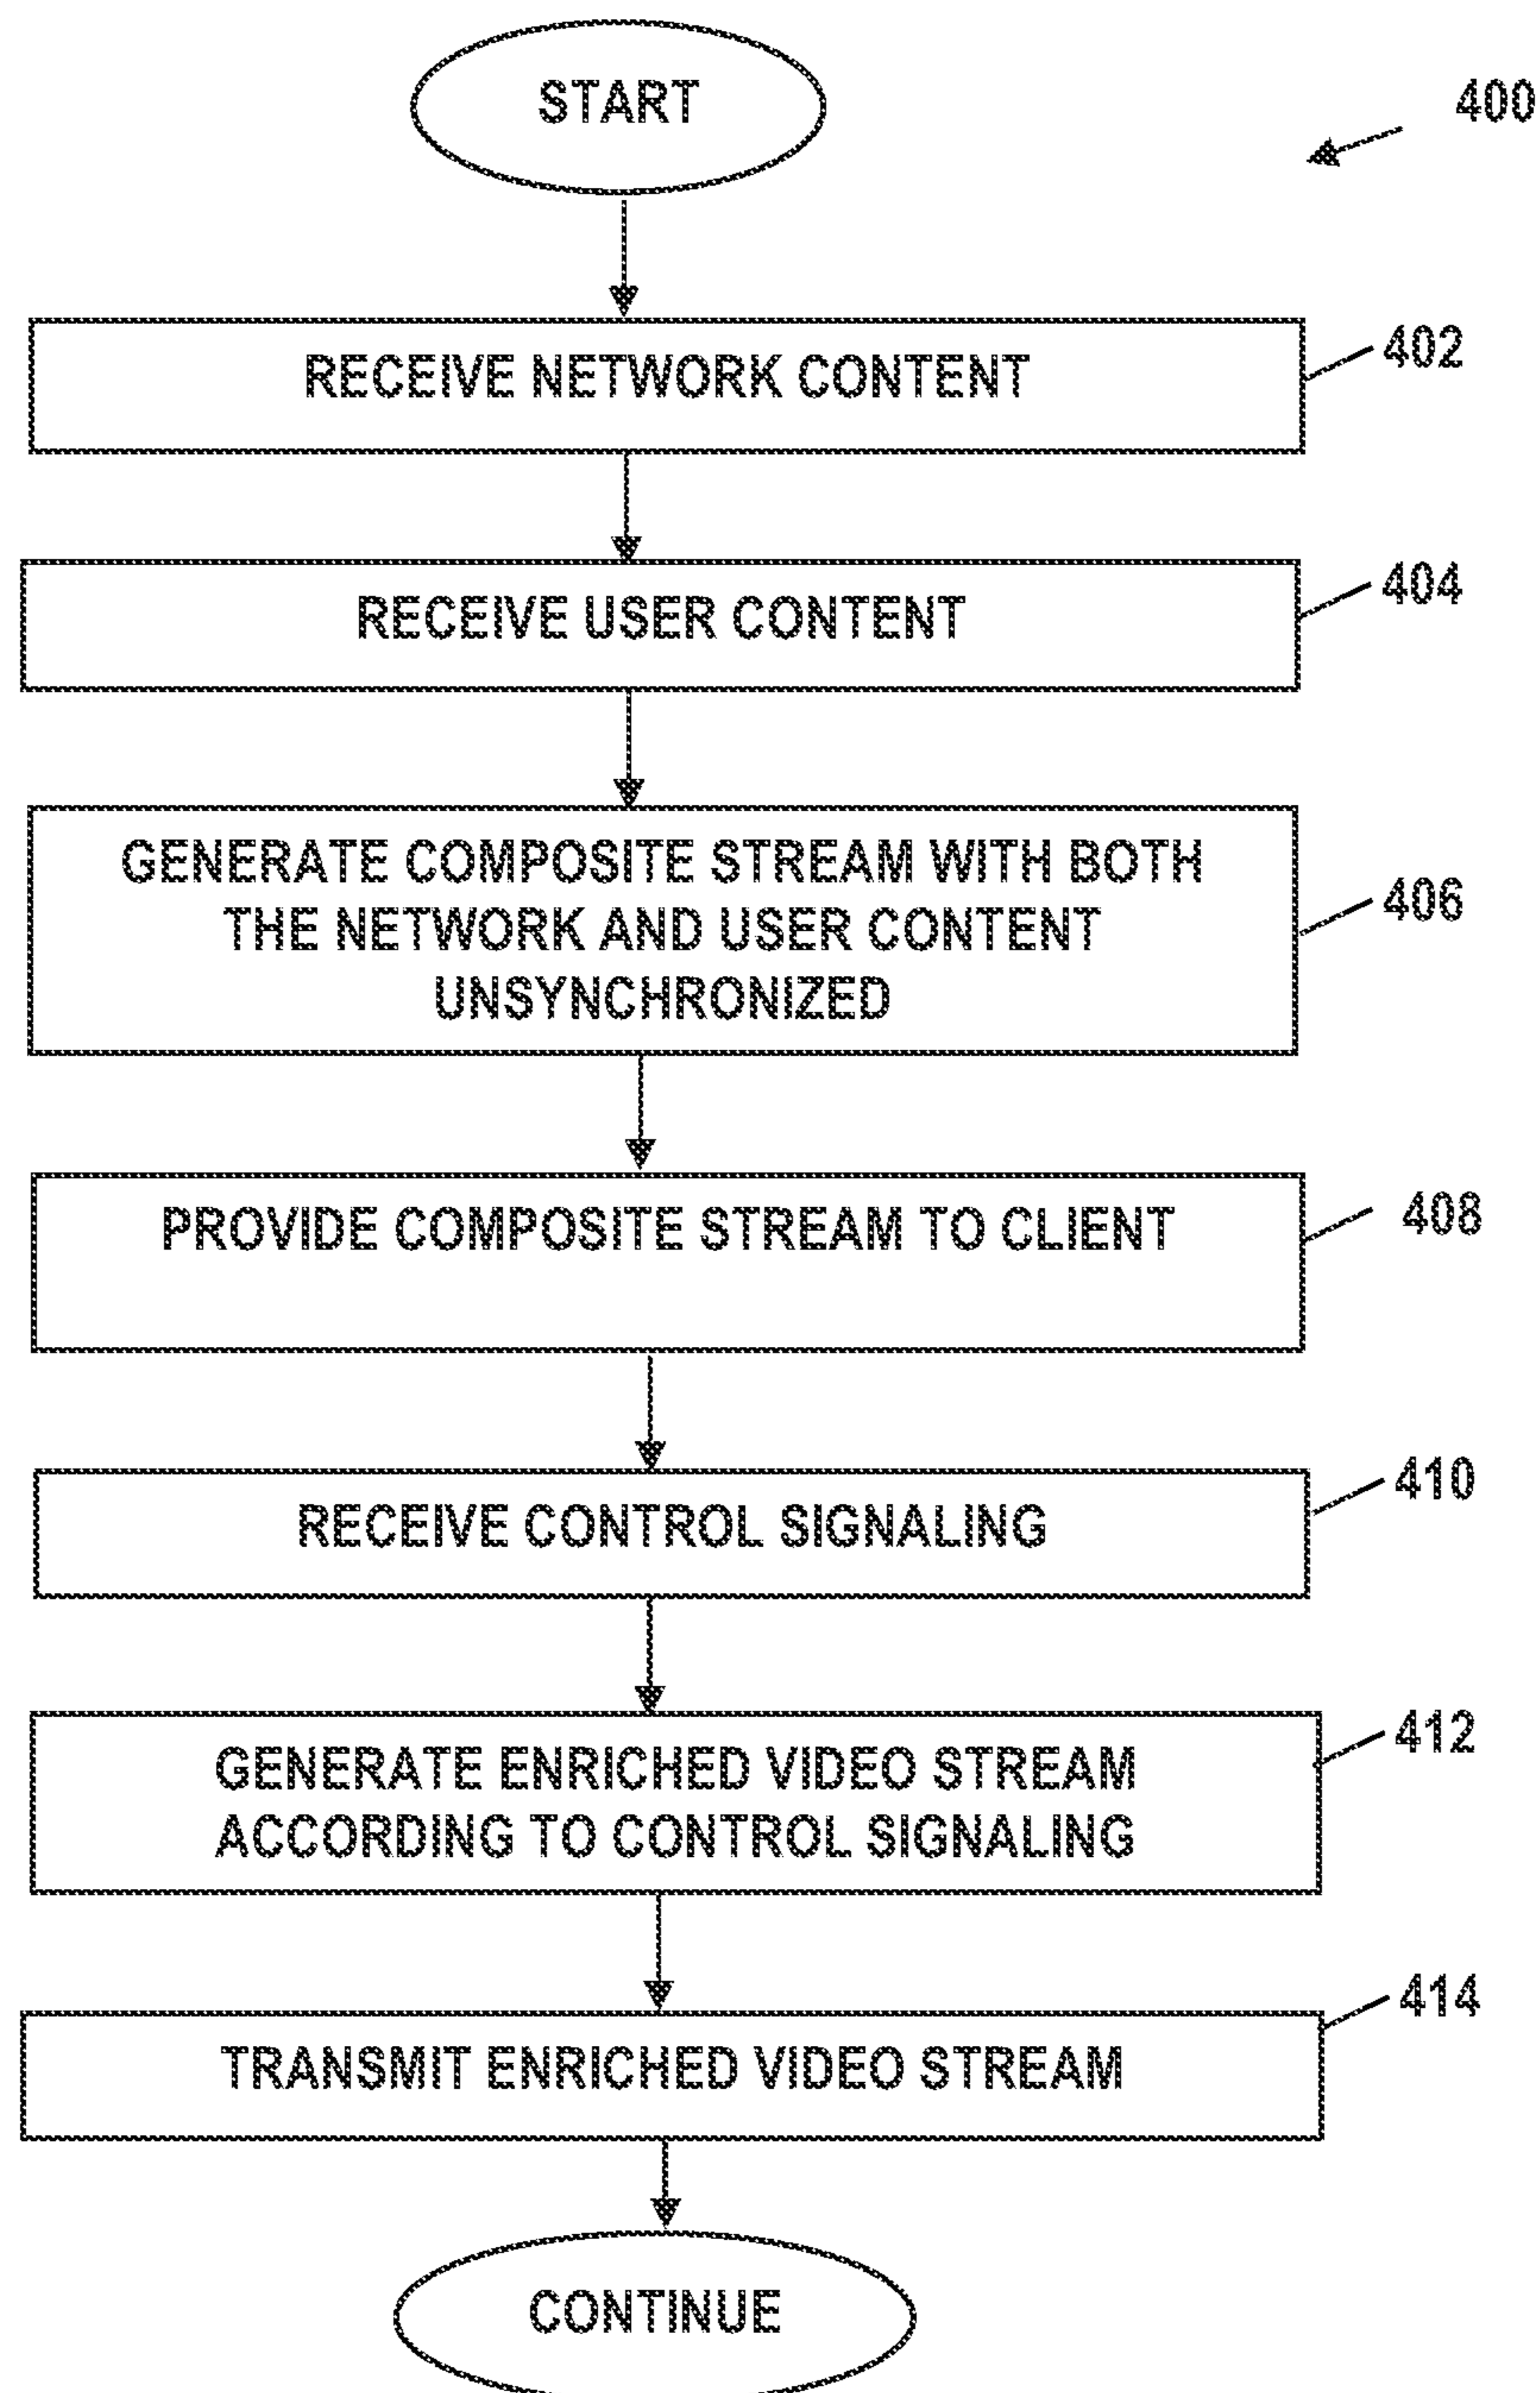 START
400
RECEIVE NETWORK CONTENT
402
RECEIVE USER CONTENT
404
GENERATE COMPOSITE STREAM WITH BOTH
THE NETWORK AND USER CONTENT
UNSYNCHRONIZED
406
PROVIDE COMPOSITE STREAM TO CLIENT
408
RECEIVE CONTROL SIGNALING
410
GENERATE ENRICHED VIDEO STREAM
ACCORDING TO CONTROL SIGNALING
412
TRANSMIT ENRICHED VIDEO STREAM
414
CONTINUE